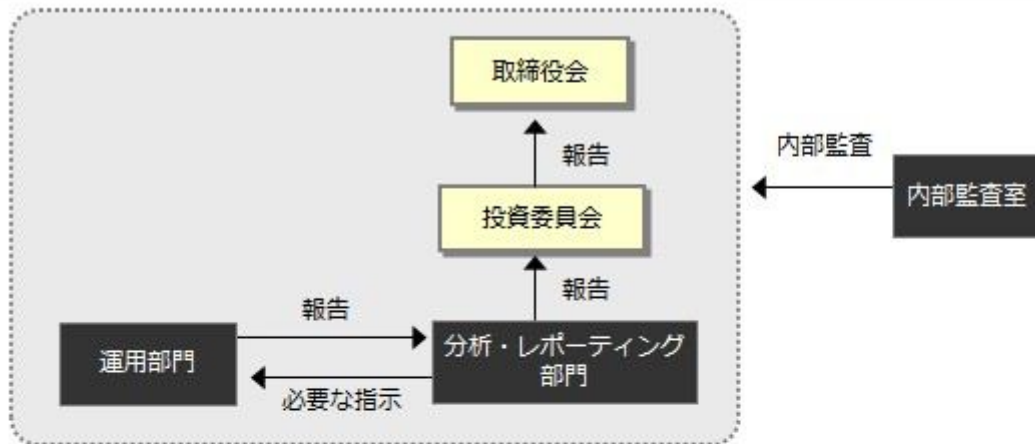 取締役会
報告
内部監査
内部監査室
投資委員会
報告
報告
運用部門
分析・レポーティング
部門
必要な指示